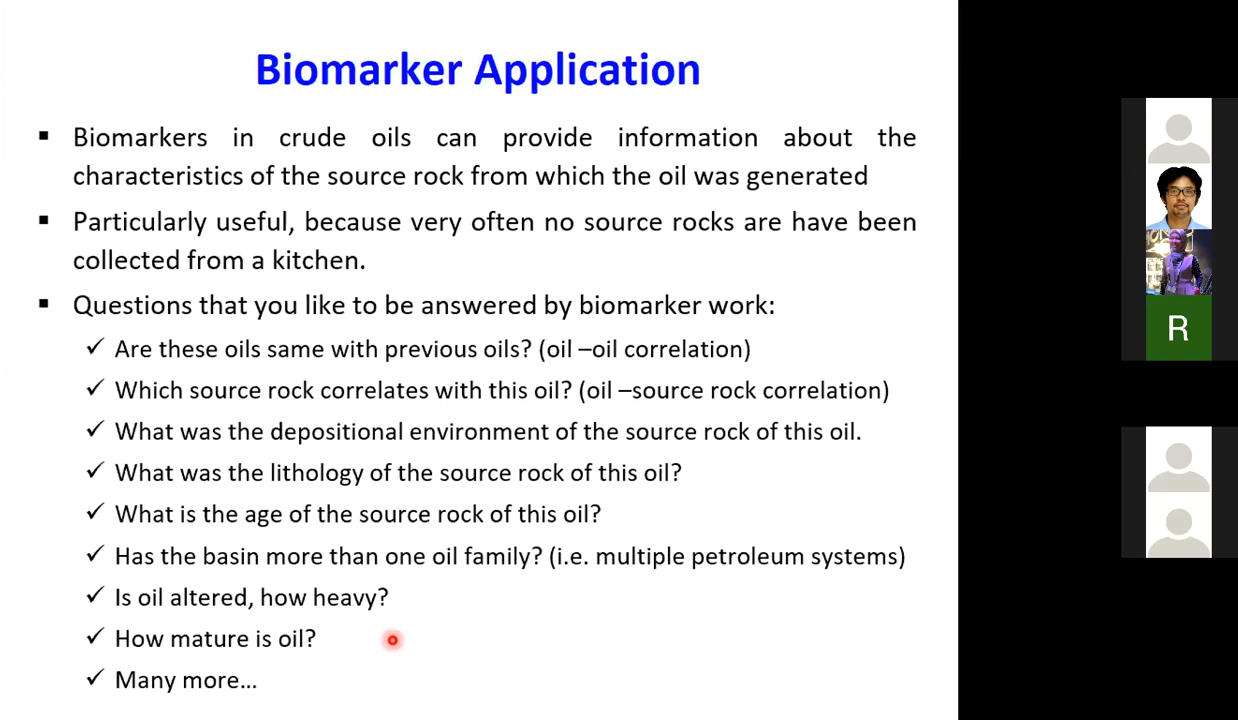 Biomarker Application
▪ Biomarkers in crude oils can provide information about the
characteristics of the source rock from which the oil was generated
▪ Particularly useful, because very often no source rocks are have been
collected from a kitchen.
▪ Questions that you like to be answered by biomarker work:
✓ Are these oils same with previous oils? (oil –oil correlation)
✓ Which source rock correlates with this oil? (oil –source rock correlation)
✓ What was the depositional environment of the source rock of this oil.
✓ What was the lithology of the source rock of this oil?
✓ What is the age of the source rock of this oil?
✓ Has the basin more than one oil family? (i.e. multiple petroleum systems)
✓ Is oil altered, how heavy?
✓ How mature is oil?
✓ Many more…
R